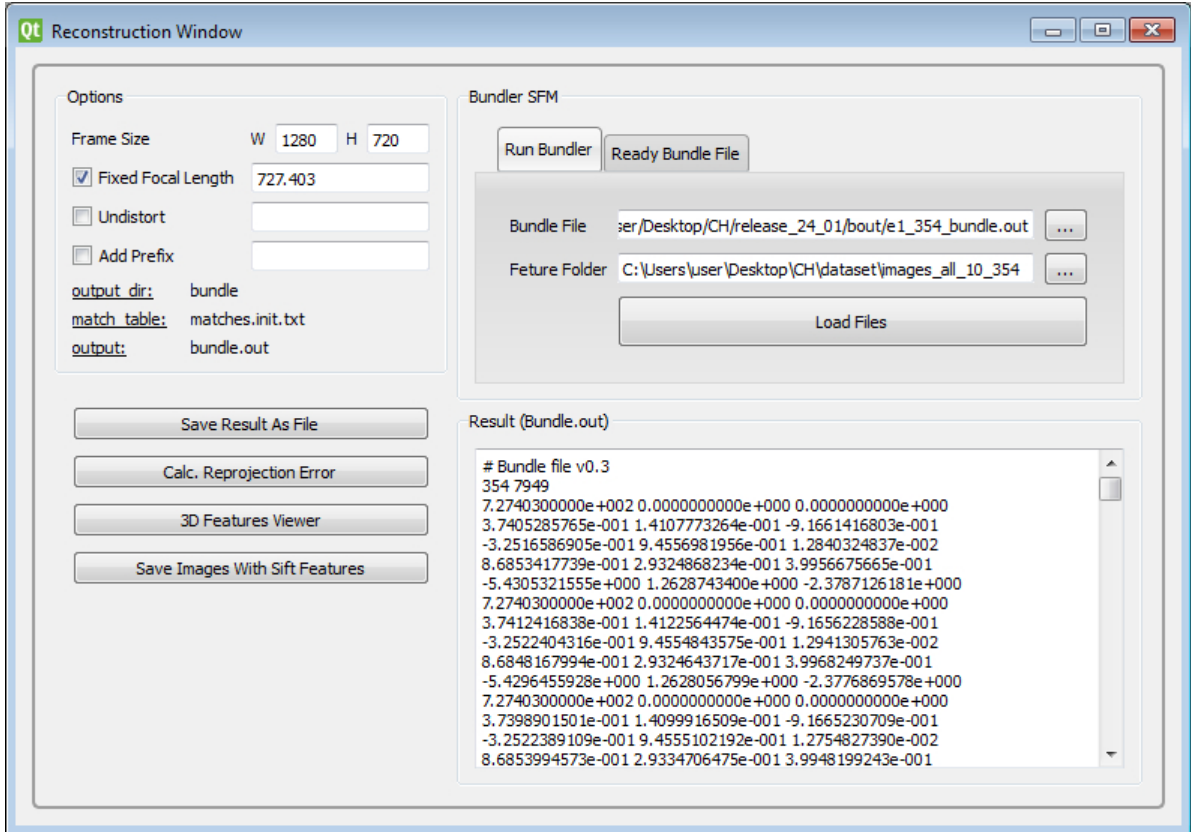 Qt Reconstruction Window
Options
Frame Size W 1280 H 720
Fixed Focal Length 727.403
Undistort
Add Prefix
output_dir: bundle
match_table: matches.init.txt
output: bundle.out
Save Result As File
Calc. Reprojection Error
3D Features Viewer
Save Images With Sift Features
Bundler SFM
Run Bundler Ready Bundle File
Bundle File ser/Desktop/CH/release_24_01/bout/e1_354_bundle.out ...
Feture Folder C:\Users\user\Desktop\CH\dataset\images_all_10_354 ...
Load Files
Result (Bundle.out)
# Bundle file v0.3
354 7949
7.2740300000e+002 0.0000000000e+000 0.0000000000e+000
3.7405285765e-001 1.4107773264e-001 -9.1661416803e-001
-3.2516586905e-001 9.4556981956e-001 1.2840324837e-002
8.6853417739e-001 2.9324868234e-001 3.9956675665e-001
-5.4305321555e+000 1.2628743400e+000 -2.3787126181e+000
7.2740300000e+002 0.0000000000e+000 0.0000000000e+000
3.7412416838e-001 1.4122564474e-001 -9.1656228588e-001
-3.2522404316e-001 9.4554843575e-001 1.2941305763e-002
8.6848167994e-001 2.9324643717e-001 3.9968249737e-001
-5.4296455928e+000 1.2628056799e+000 -2.3776869578e+000
7.2740300000e+002 0.0000000000e+000 0.0000000000e+000
3.7398901501e-001 1.4099916509e-001 -9.1665230709e-001
-3.2522389109e-001 9.4555102192e-001 1.2754827390e-002
8.6853994573e-001 2.9334706475e-001 3.9948199243e-001